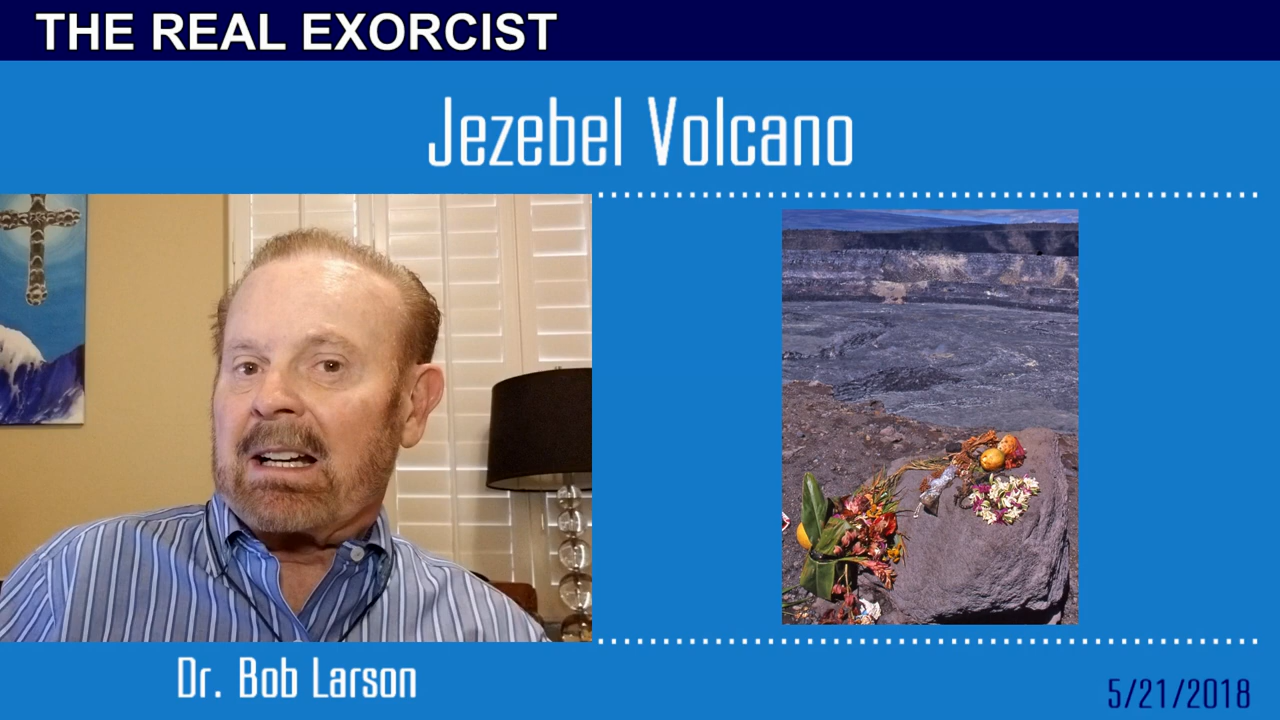 THE REAL EXORCIST
Jezebel Volcano
Dr. Bob Larson
5/21/2018